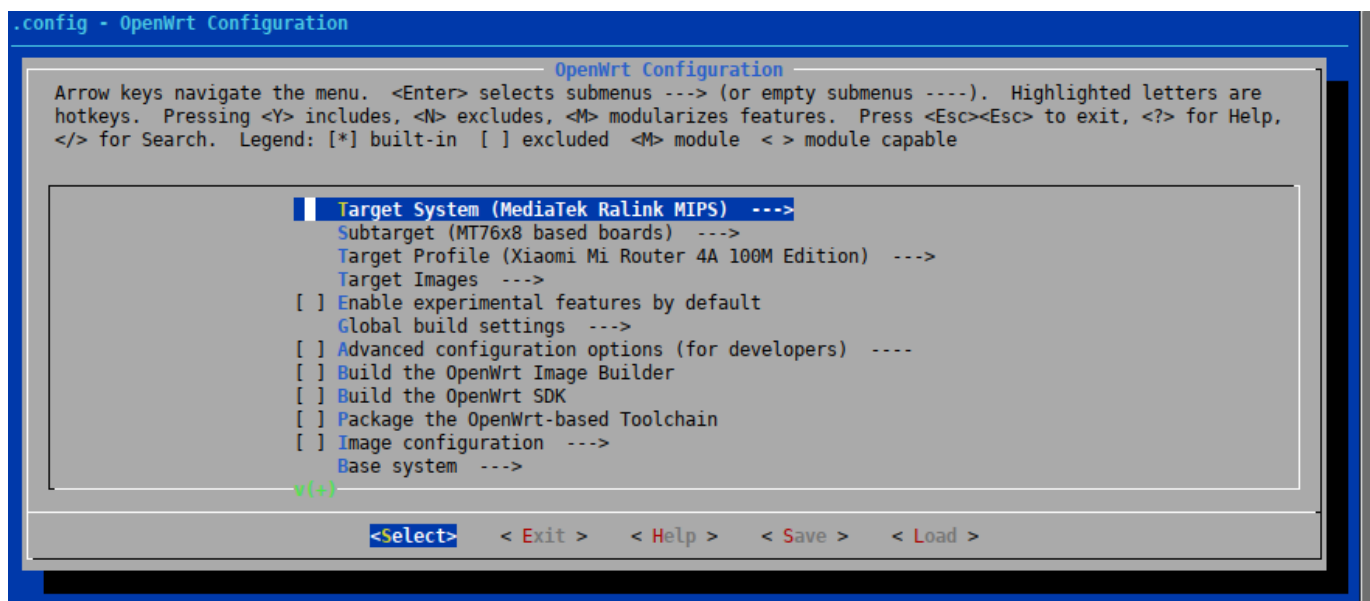 .config - OpenWrt Configuration
OpenWrt Configuration
Arrow keys navigate the menu.  <Enter> selects submenus ---> (or empty submenus ----).  Highlighted letters are
hotkeys.  Pressing <Y> includes, <N> excludes, <M> modularizes features.  Press <Esc><Esc> to exit, <?> for Help,
</> for Search.  Legend: [*] built-in  [ ] excluded  <M> module  < > module capable
Target System (MediaTek Ralink MIPS)  --->
Subtarget (MT76x8 based boards)  --->
Target Profile (Xiaomi Mi Router 4A 100M Edition)  --->
Target Images  --->
[ ] Enable experimental features by default
Global build settings  --->
[ ] Advanced configuration options (for developers)  ----
[ ] Build the OpenWrt Image Builder
[ ] Build the OpenWrt SDK
[ ] Package the OpenWrt-based Toolchain
[ ] Image configuration  --->
Base system  --->
v(+)
<Select>    < Exit >    < Help >    < Save >    < Load >